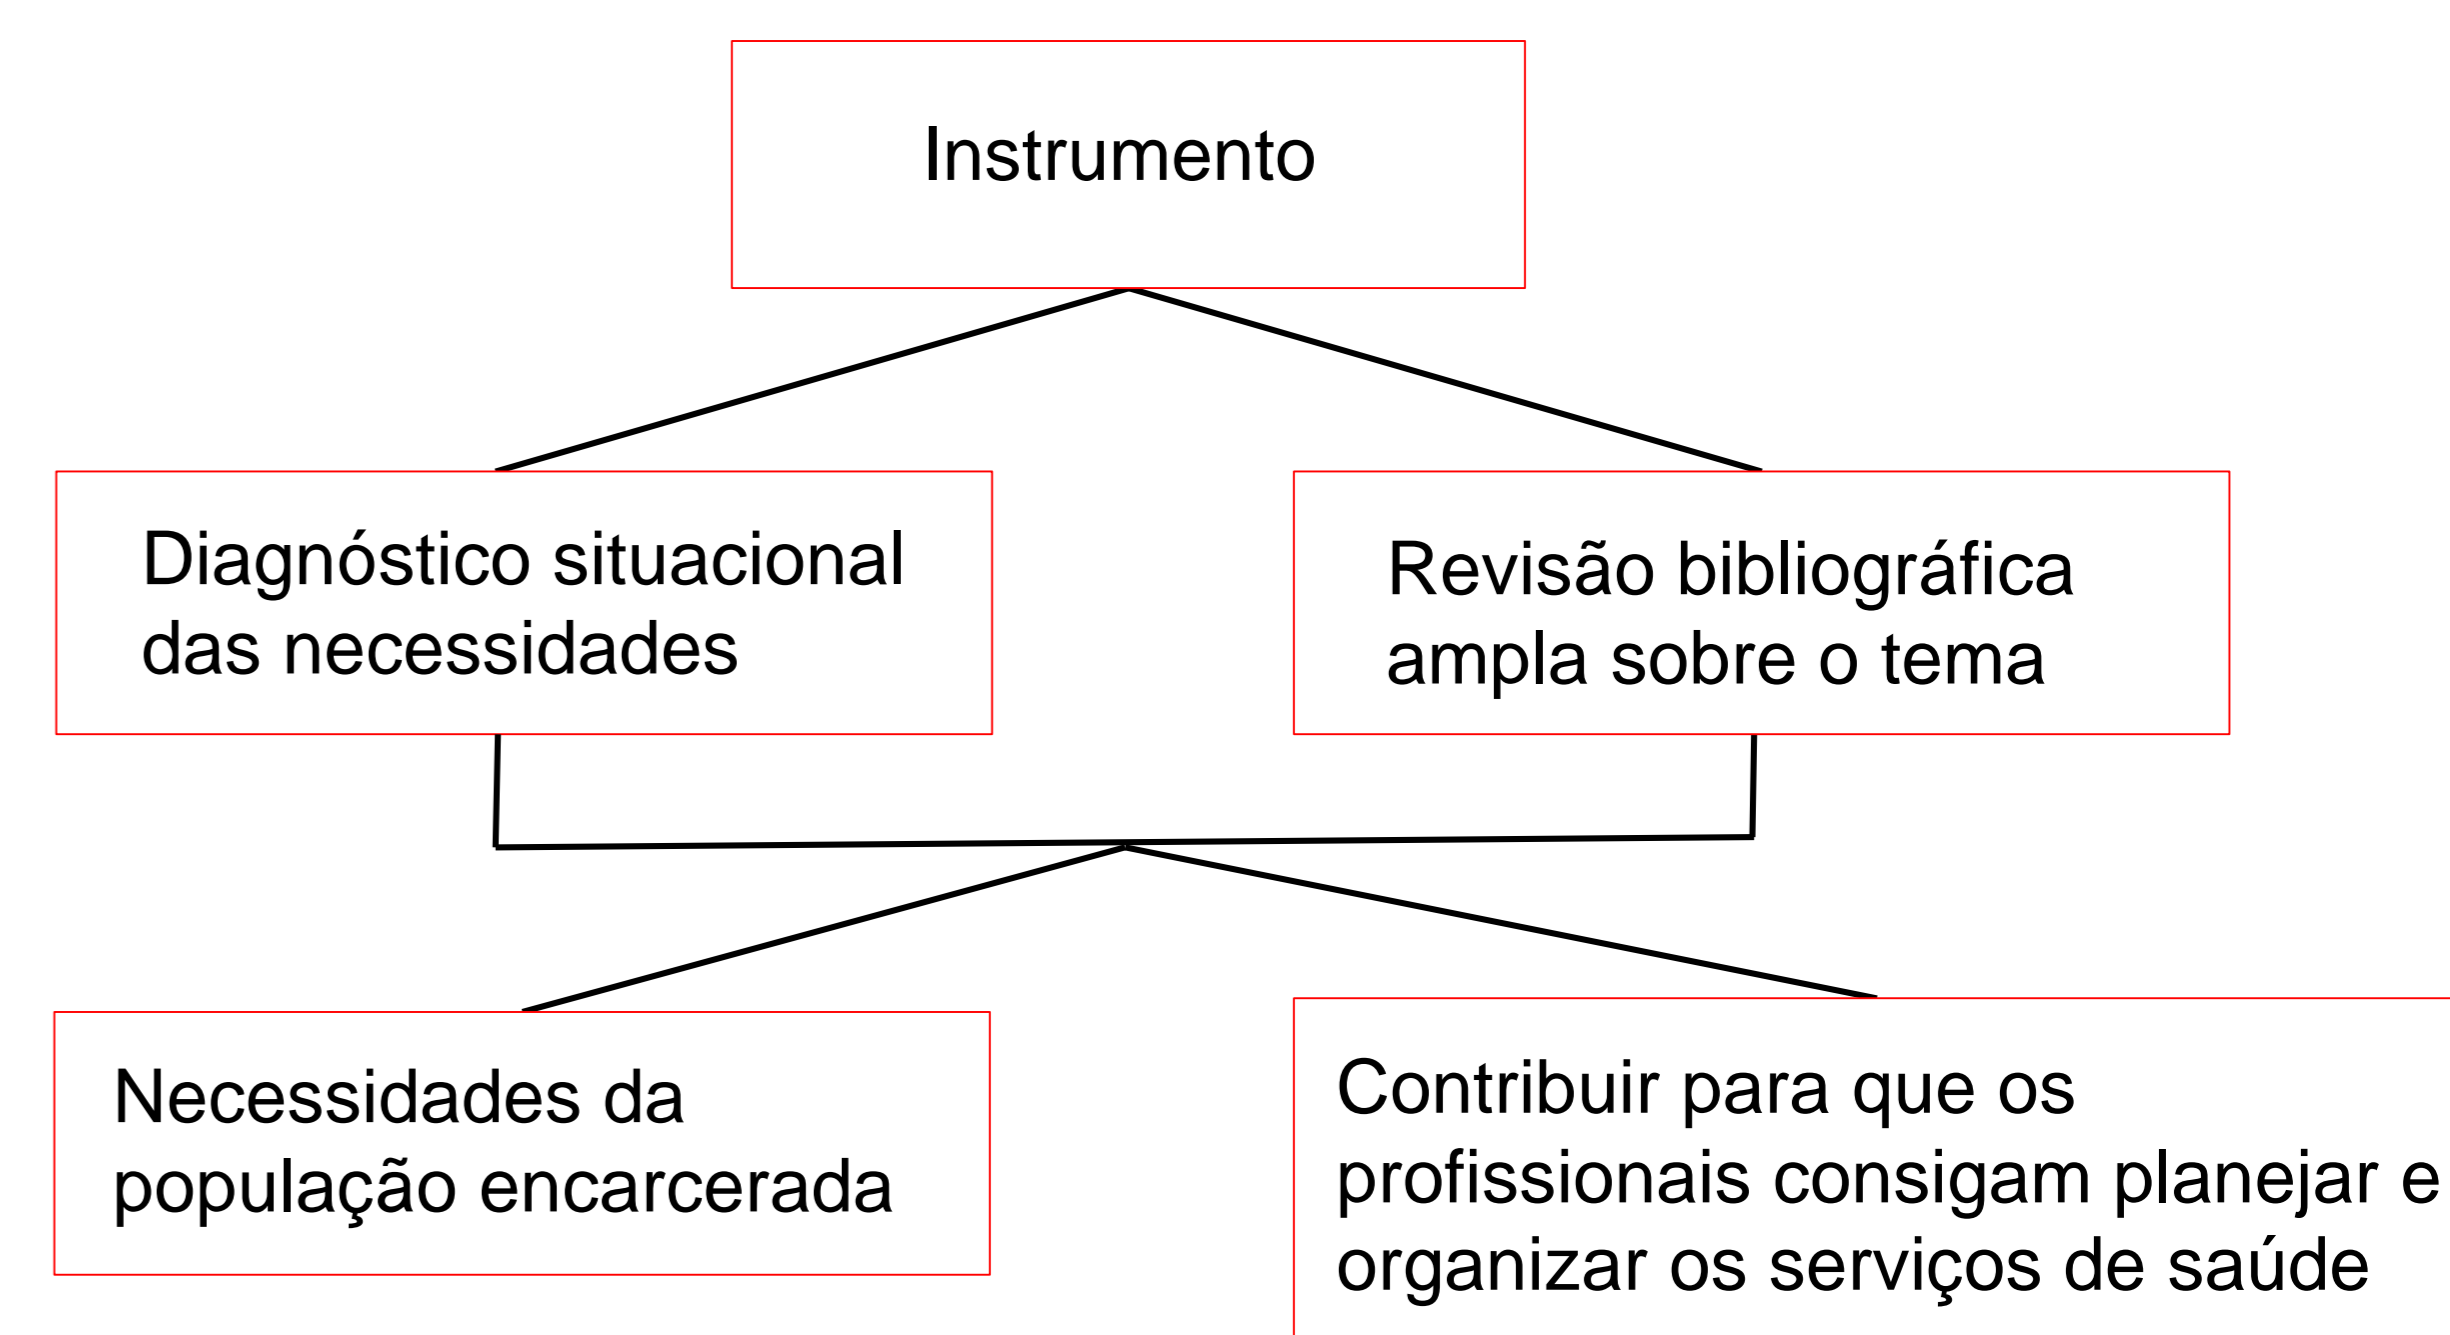 Instrumento
Diagnóstico situacional
das necessidades
Revisão bibliográfica
ampla sobre o tema
Necessidades da
população encarcerada
Contribuir para que os
profissionais consigam planejar e
organizar os serviços de saúde